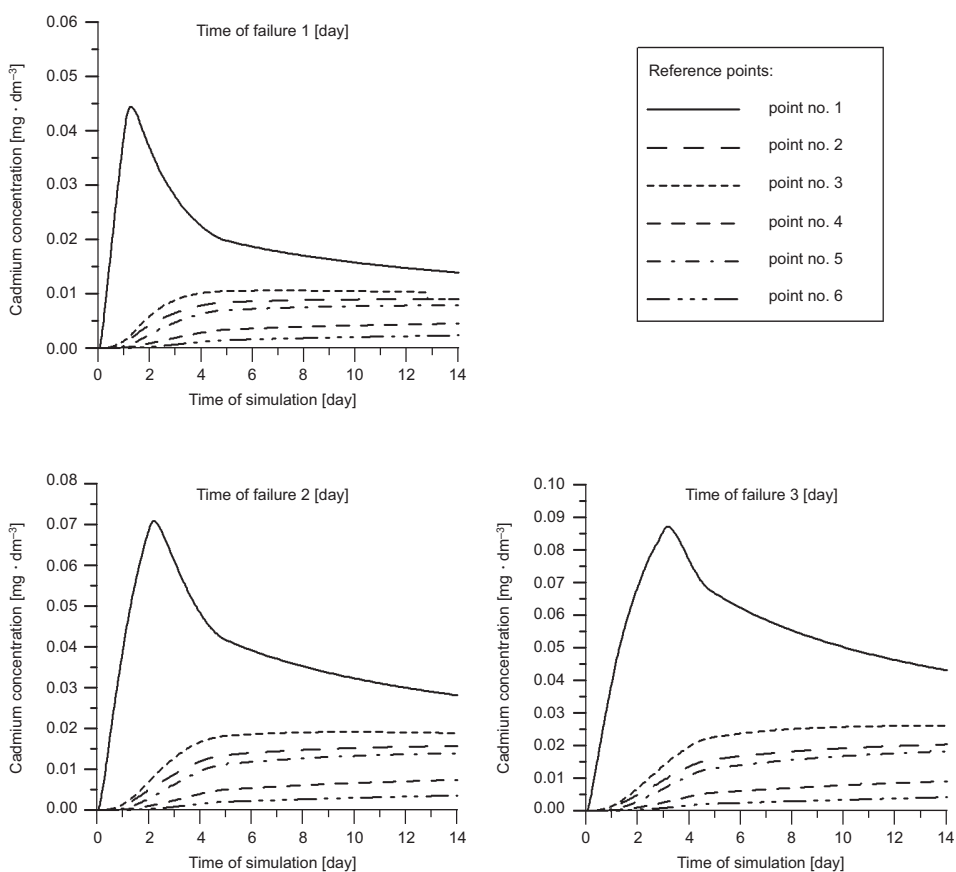 Time of failure 1 [day]
Cadmium concentration [mg · dm⁻³]
0.06
0.05
0.04
0.03
0.02
0.01
0.00
0 2 4 6 8 10 12 14
Time of simulation [day]
Reference points:
point no. 1
point no. 2
point no. 3
point no. 4
point no. 5
point no. 6
Time of failure 2 [day]
Cadmium concentration [mg · dm⁻³]
0.08
0.07
0.06
0.05
0.04
0.03
0.02
0.01
0.00
0 2 4 6 8 10 12 14
Time of simulation [day]
Time of failure 3 [day]
Cadmium concentration [mg · dm⁻³]
0.10
0.09
0.08
0.07
0.06
0.05
0.04
0.03
0.02
0.01
0.00
0 2 4 6 8 10 12 14
Time of simulation [day]